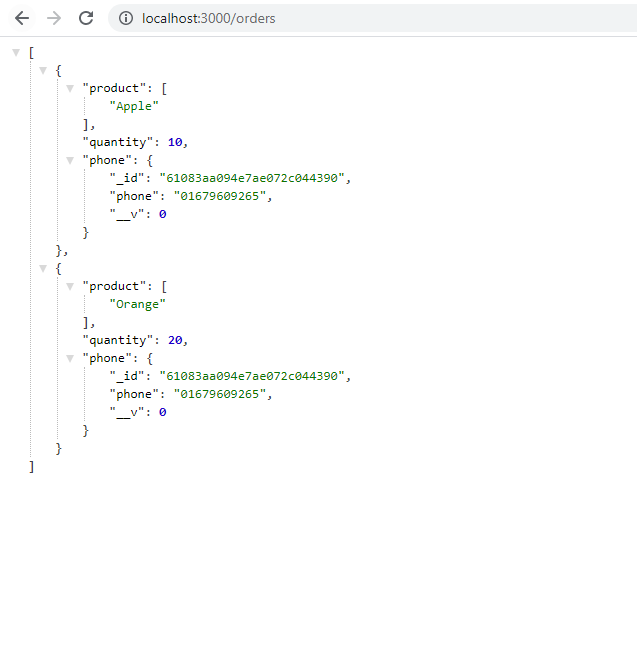 localhost:3000/orders
[
{
"product": [
"Apple"
],
"quantity": 10,
"phone": {
"_id": "61083aa094e7ae072c044390",
"phone": "01679609265",
"__v": 0
}
},
{
"product": [
"Orange"
],
"quantity": 20,
"phone": {
"_id": "61083aa094e7ae072c044390",
"phone": "01679609265",
"__v": 0
}
}
]